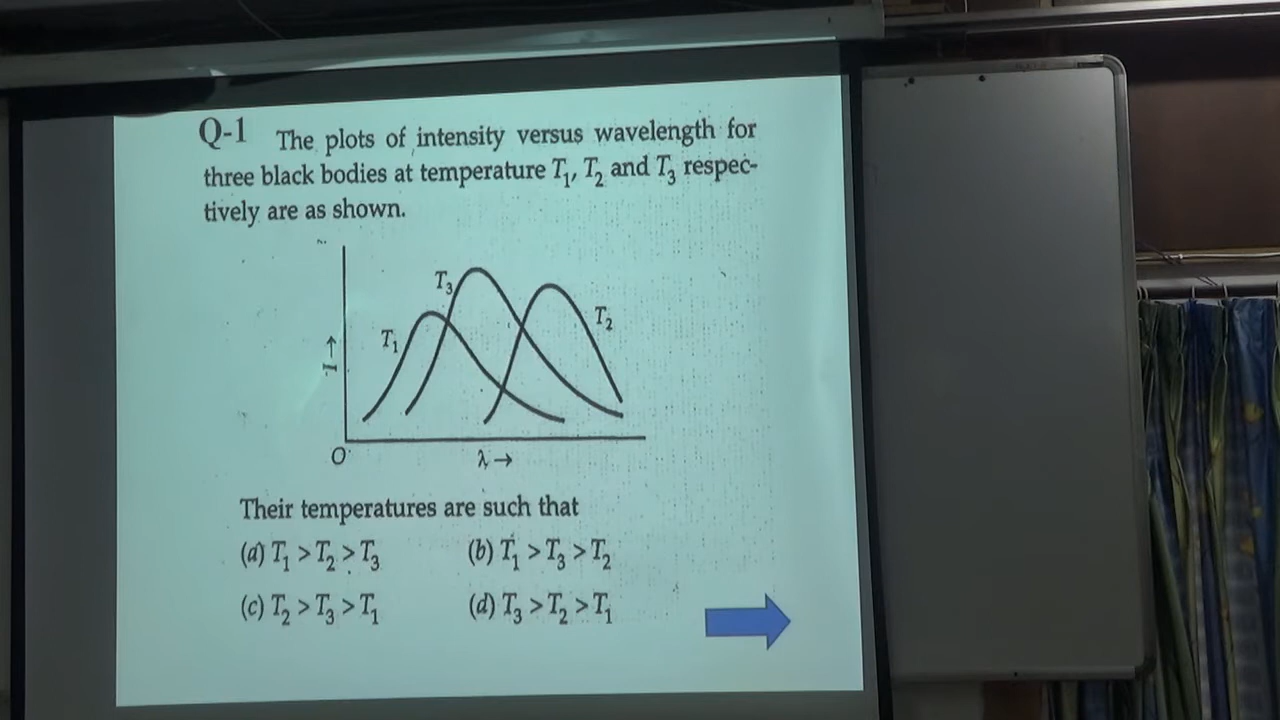 Q-1 The plots of intensity versus wavelength for
three black bodies at temperature T₁, T₂ and T₃ respec-
tively are as shown.
T₃
T₂
T₁
I→
O
λ→
Their temperatures are such that
(a) T₁ > T₂ > T₃ (b) T₁ > T₃ > T₂
(c) T₂ > T₃ > T₁ (d) T₃ > T₂ > T₁